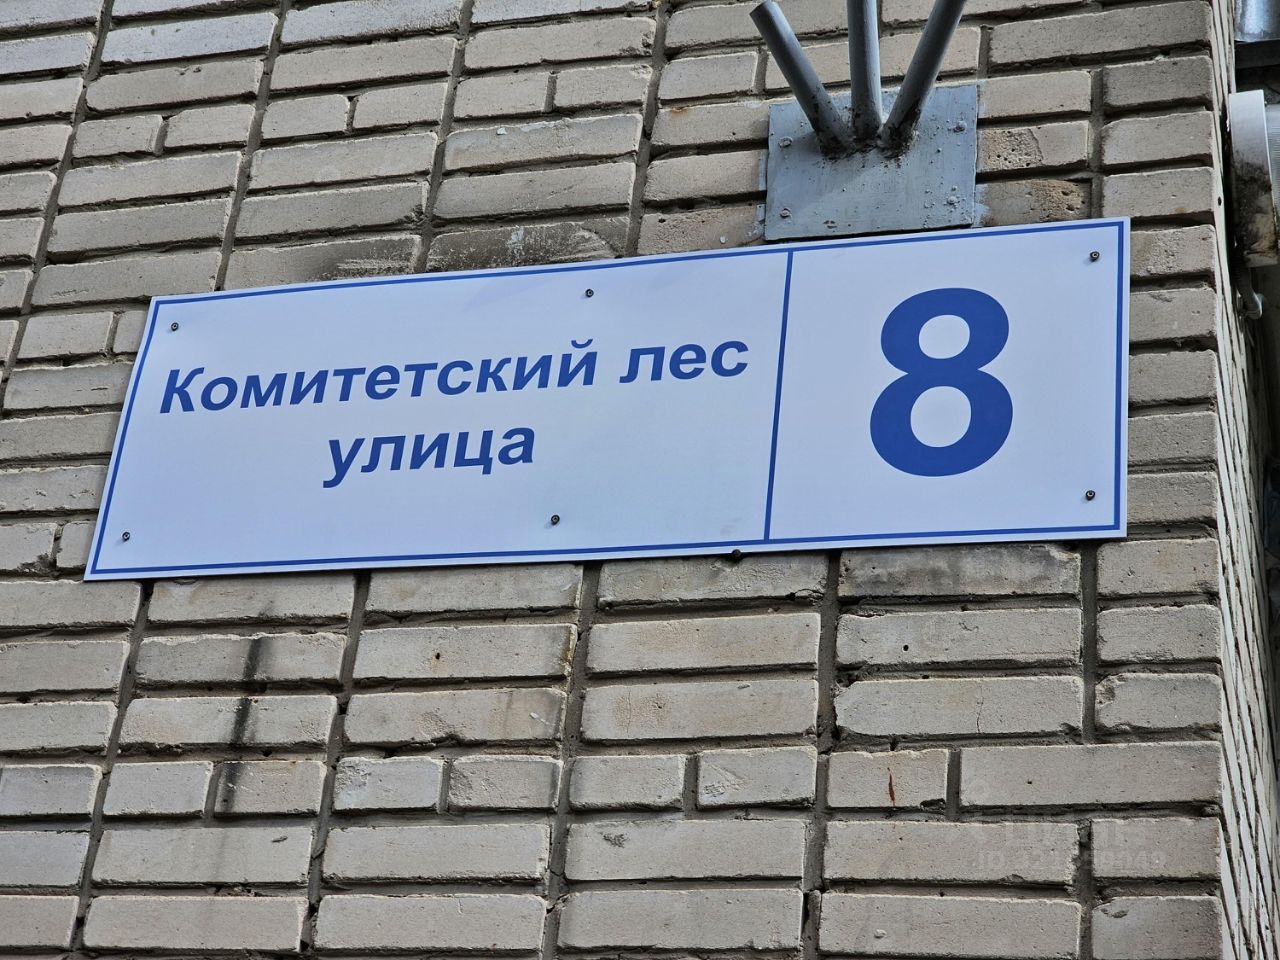 Комитетский лес
улица
8